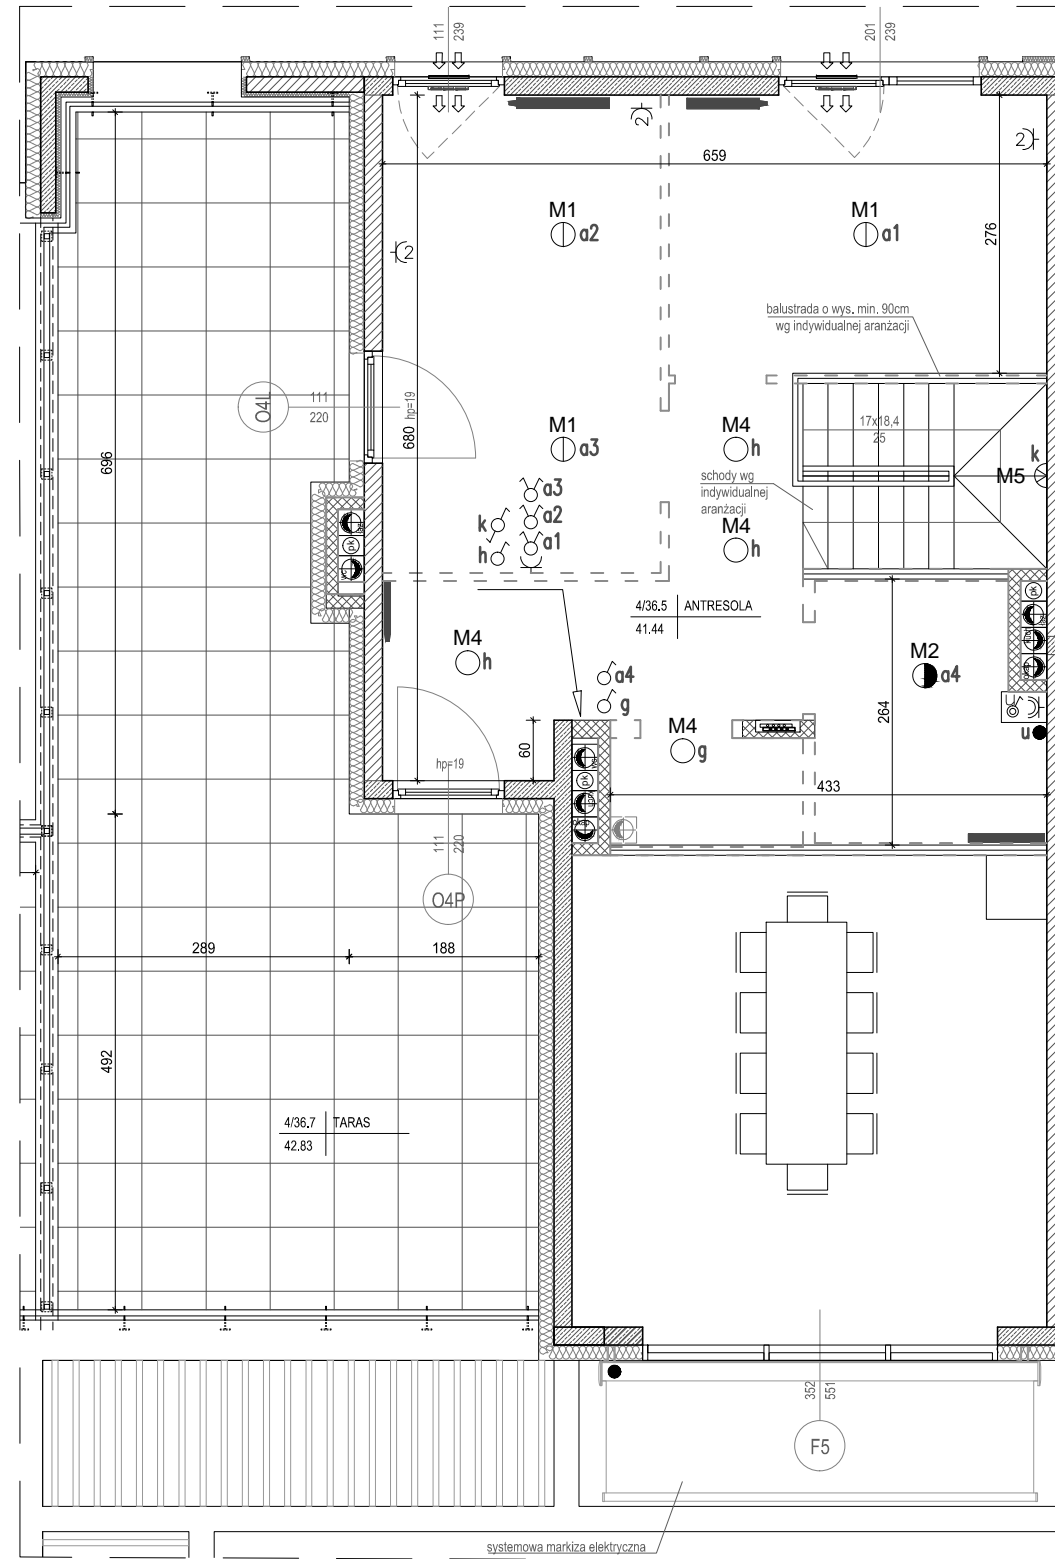 111
239
201
239
2
2
659
M1
a2
M1
a1
276
2
balustrada o wys. min. 90cm
wg indywidualnej aranżacji
O4L
111
220
hp=19
680
17x18,4
25
M1
a3
M4
h
k
M5
696
schody wg
indywidualnej
aranżacji
a3
k
a2
h
a1
M4
h
pk
4/36.5 ANTRESOLA
41.44
pk
M4
h
M2
a4
a4
g
264
u
M4
g
60
hp=19
pk
433
111
220
O4P
289
188
492
4/36.7 TARAS
42.83
352
551
F5
systemowa markiza elektryczna